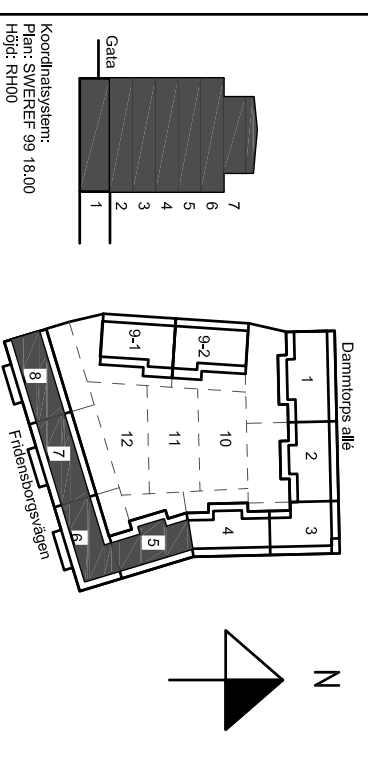 Gata
1
2
3
4
5
6
7
Koordinatsystem:
Plan: SWEREF 99 18.00
Höjd: RH00
Dammtorps allé
1
2
3
4
5
6
7
8
9-1
9-2
10
11
12
Fridensborgsvägen
N